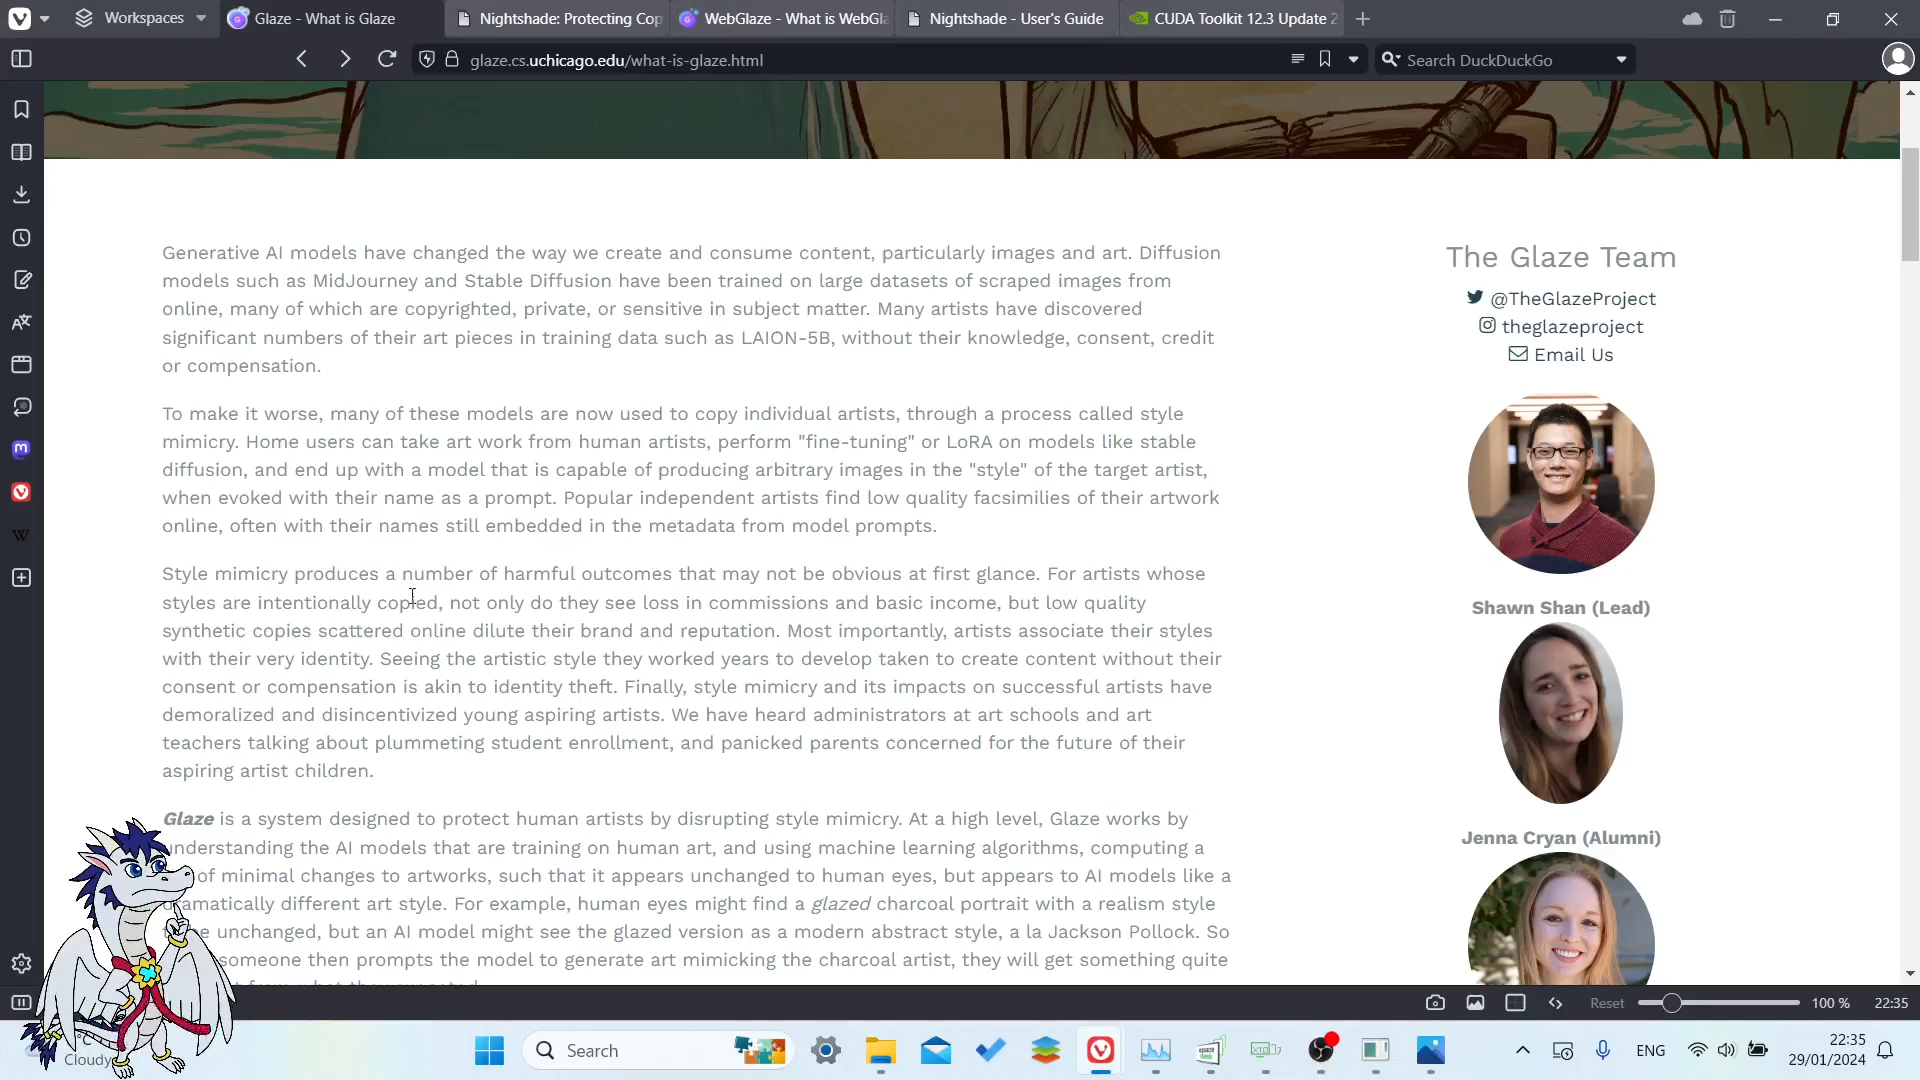 Workspaces
Glaze - What is Glaze
Nightshade: Protecting Cop
WebGlaze - What is WebGla
Nightshade - User's Guide
CUDA Toolkit 12.3 Update 2
glaze.cs.uchicago.edu/what-is-glaze.html
Search DuckDuckGo
Generative AI models have changed the way we create and consume content, particularly images and art. Diffusion
models such as MidJourney and Stable Diffusion have been trained on large datasets of scraped images from
online, many of which are copyrighted, private, or sensitive in subject matter. Many artists have discovered
significant numbers of their art pieces in training data such as LAION-5B, without their knowledge, consent, credit
or compensation.
To make it worse, many of these models are now used to copy individual artists, through a process called style
mimicry. Home users can take art work from human artists, perform "fine-tuning" or LoRA on models like stable
diffusion, and end up with a model that is capable of producing arbitrary images in the "style" of the target artist,
when evoked with their name as a prompt. Popular independent artists find low quality facsimilies of their artwork
online, often with their names still embedded in the metadata from model prompts.
Style mimicry produces a number of harmful outcomes that may not be obvious at first glance. For artists whose
styles are intentionally copied, not only do they see loss in commissions and basic income, but low quality
synthetic copies scattered online dilute their brand and reputation. Most importantly, artists associate their styles
with their very identity. Seeing the artistic style they worked years to develop taken to create content without their
consent or compensation is akin to identity theft. Finally, style mimicry and its impacts on successful artists have
demoralized and disincentivized young aspiring artists. We have heard administrators at art schools and art
teachers talking about plummeting student enrollment, and panicked parents concerned for the future of their
aspiring artist children.
Glaze is a system designed to protect human artists by disrupting style mimicry. At a high level, Glaze works by
understanding the AI models that are training on human art, and using machine learning algorithms, computing a
of minimal changes to artworks, such that it appears unchanged to human eyes, but appears to AI models like a
dramatically different art style. For example, human eyes might find a glazed charcoal portrait with a realism style
unchanged, but an AI model might see the glazed version as a modern abstract style, a la Jackson Pollock. So
someone then prompts the model to generate art mimicking the charcoal artist, they will get something quite
The Glaze Team
@TheGlazeProject
theglazeproject
Email Us
Shawn Shan (Lead)
Jenna Cryan (Alumni)
Reset
100 %
22:35
Cloudy
Search
ENG
22:35
29/01/2024